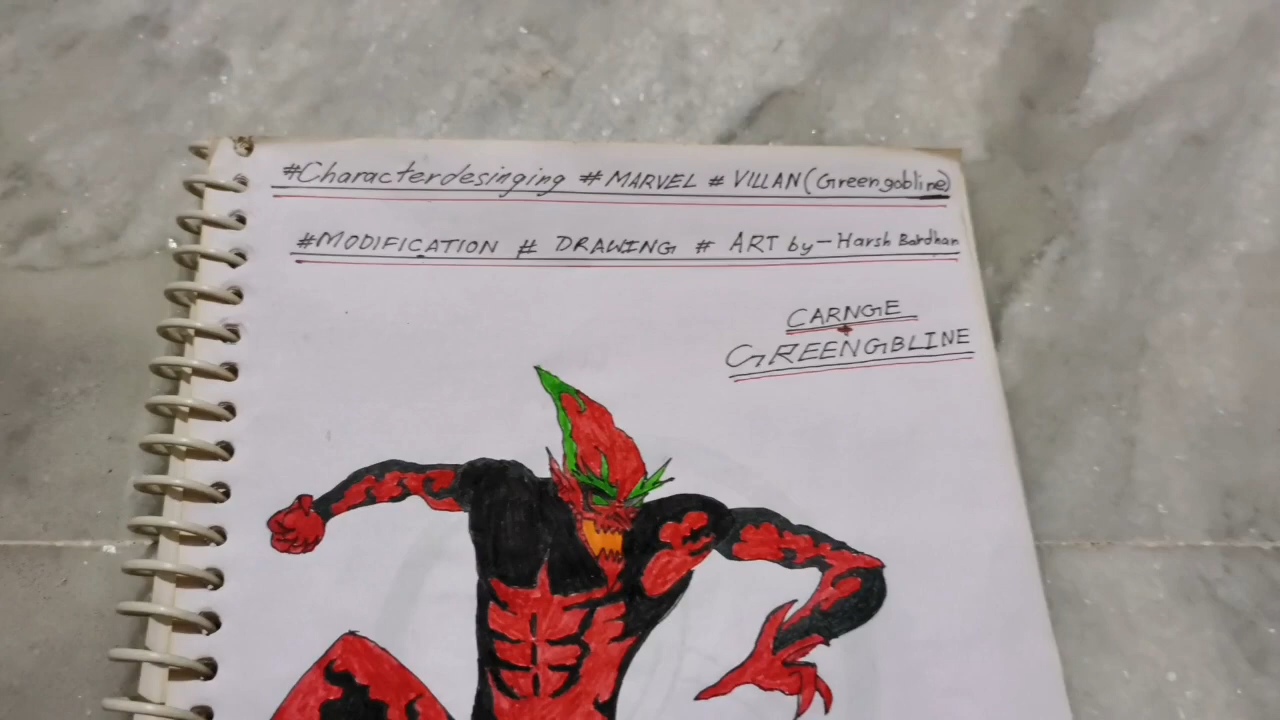 #Characterdesinging #MARVEL # VILLAN (Greengobline)
#MODIFICATION # DRAWING # ART by-Harsh Bardhan
CARNGE
+
GREENGBLINE